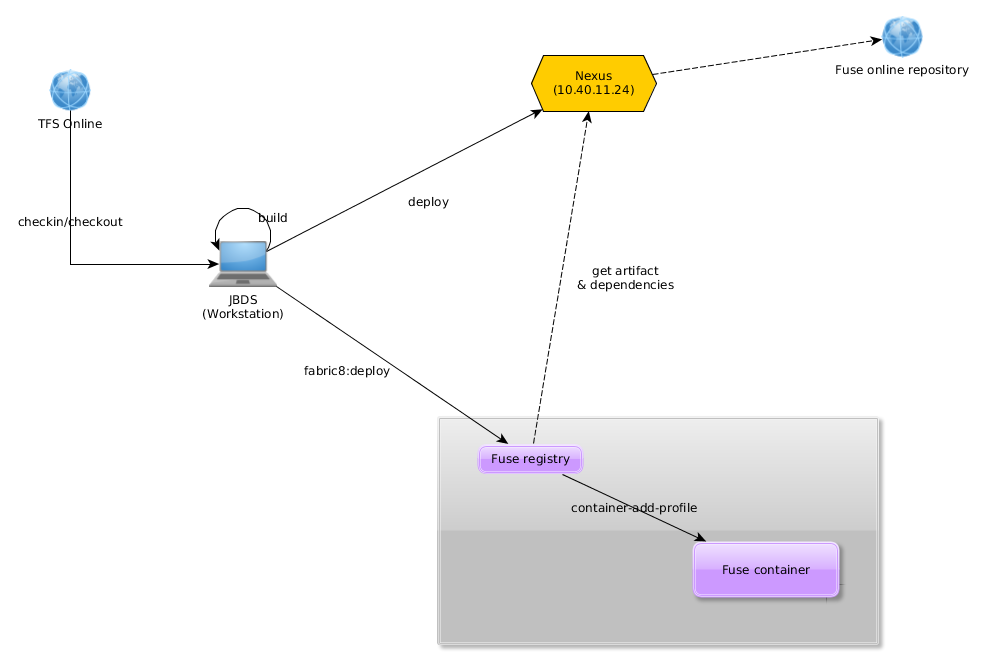 Fuse online repository
Nexus
(10.40.11.24)
TFS Online
deploy
checkin/checkout
build
get artifact
& dependencies
JBDS
(Workstation)
fabric8:deploy
Fuse registry
container-add-profile
Fuse container